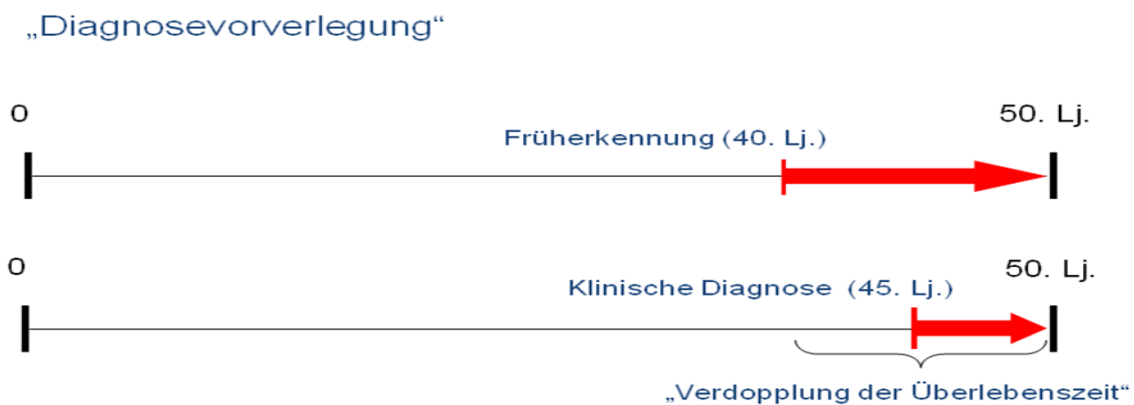 „Diagnosevorverlegung“
0
50. Lj.
Früherkennung (40. Lj.)
0
50. Lj.
Klinische Diagnose (45. Lj.)
„Verdopplung der Überlebenszeit“